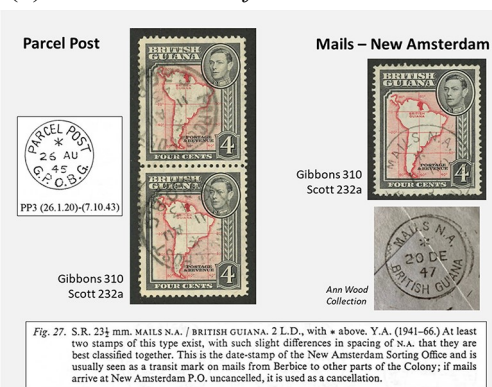 Parcel Post
Mails – New Amsterdam
BRITISH
GUIANA
POSTAGE
&REVENUE
4
FOUR CENTS
BRITISH
GUIANA
POSTAGE
&REVENUE
4
FOUR CENTS
PARCEL POST
*
26 AU
45
G.P.O.B.G.
PP3 (26.1.20)-(7.10.43)
Gibbons 310
Scott 232a
BRITISH
GUIANA
MAILS N.A.
POSTAGE
&REVENUE
4
FOUR CENTS
Gibbons 310
Scott 232a
MAILS N.A.
*
20 DE
47
BRITISH GUIANA
Ann Wood
Collection
Fig. 27. S.R. 23½ mm. MAILS N.A. / BRITISH GUIANA. 2 L.D., with * above. Y.A. (1941–66.) At least
two stamps of this type exist, with such slight differences in spacing of N.A. that they are
best classified together. This is the date-stamp of the New Amsterdam Sorting Office and is
usually seen as a transit mark on mails from Berbice to other parts of the Colony; if mails
arrive at New Amsterdam P.O. uncancelled, it is used as a cancellation.